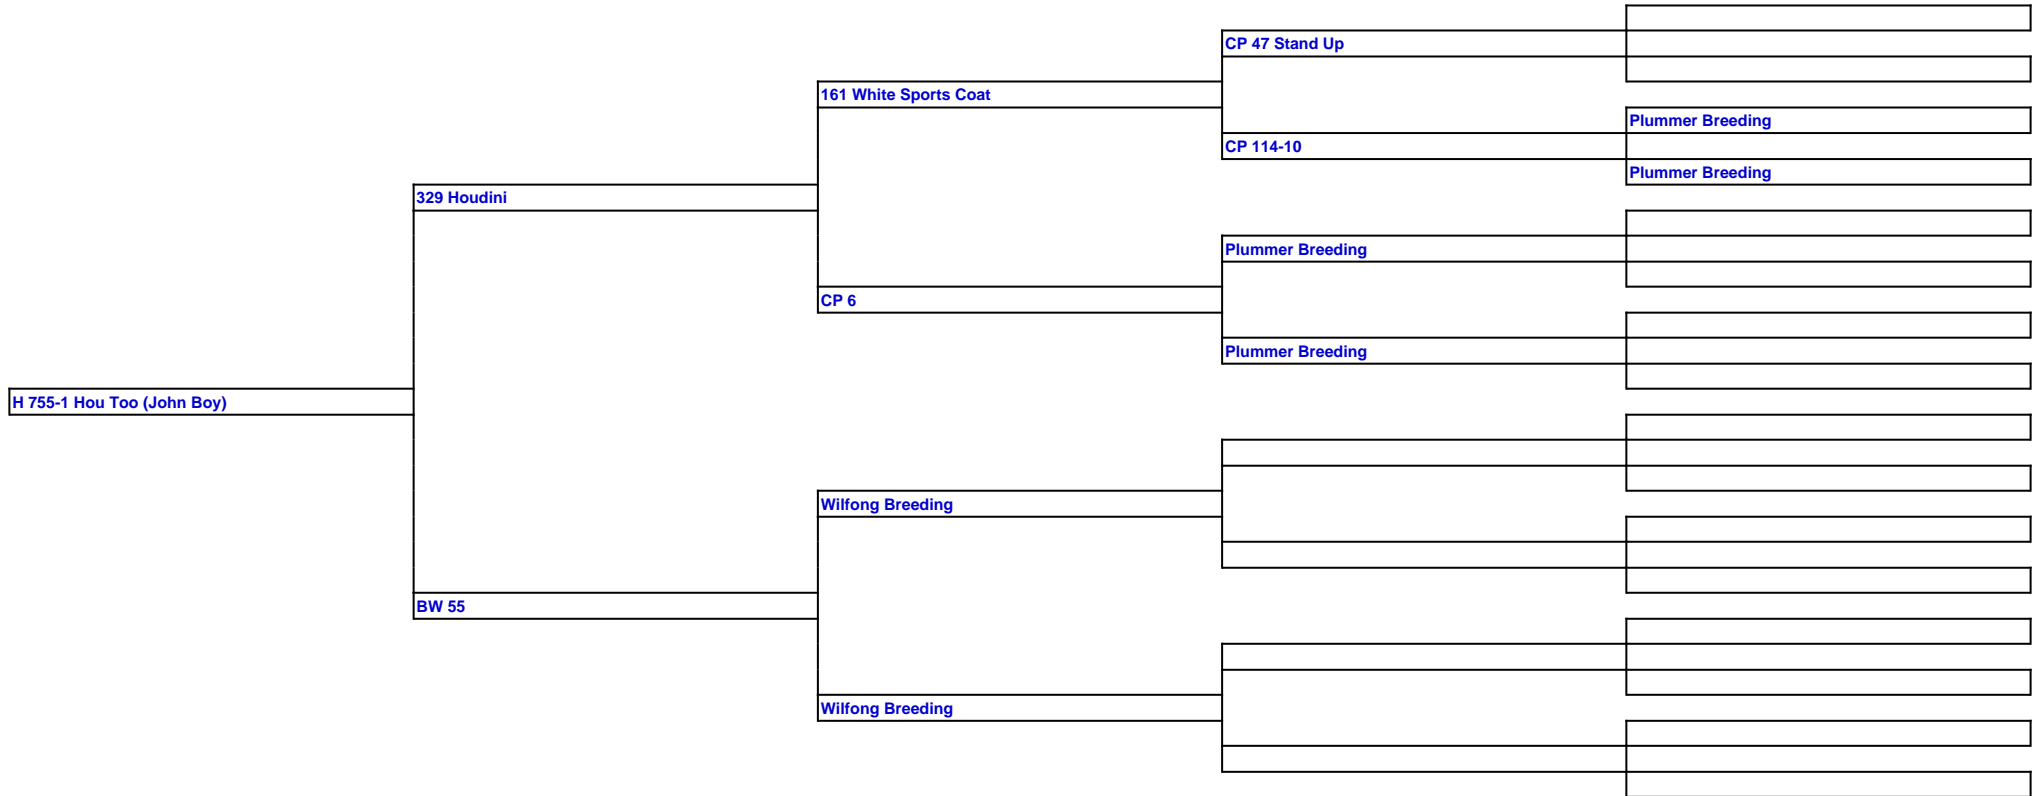 CP 47 Stand Up
161 White Sports Coat
Plummer Breeding
CP 114-10
Plummer Breeding
329 Houdini
Plummer Breeding
CP 6
Plummer Breeding
H 755-1 Hou Too (John Boy)
Wilfong Breeding
BW 55
Wilfong Breeding